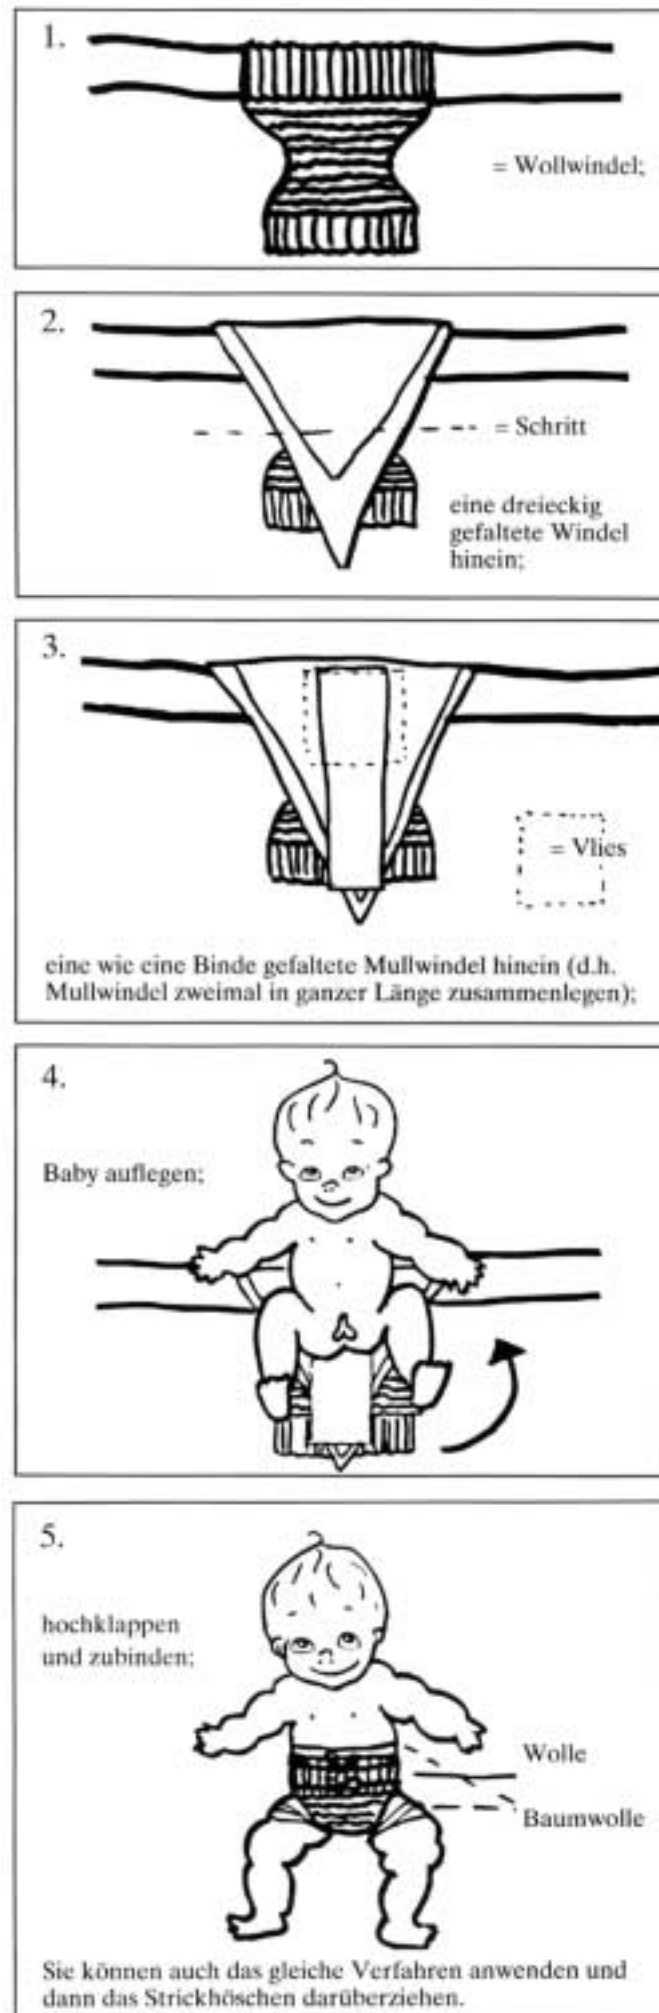 1.
= Wollwindel;
2.
= Schritt
eine dreieckig
gefaltete Windel
hinein;
3.
= Vlies
eine wie eine Binde gefaltete Mullwindel hinein (d.h.
Mullwindel zweimal in ganzer Länge zusammenlegen);
4.
Baby auflegen;
5.
hochklappen
und zubinden;
Wolle
Baumwolle
Sie können auch das gleiche Verfahren anwenden und
dann das Strickhöschen darüberziehen.